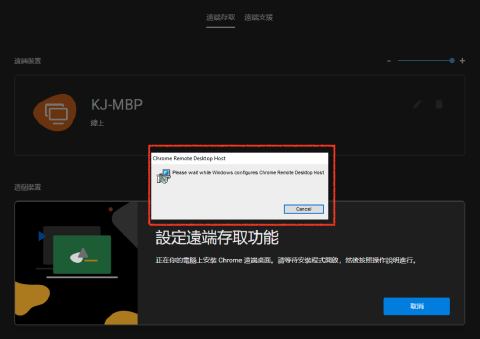 遠端存取 遠端支援
遠端裝置
- +
KJ-MBP
線上
Chrome Remote Desktop Host
Please wait while Windows configures Chrome Remote Desktop Host
Cancel
這個裝置
設定遠端存取功能
正在你的電腦上安裝 Chrome 遠端桌面。請等待安裝程式開啟，然後按照操作說明進行。
取消